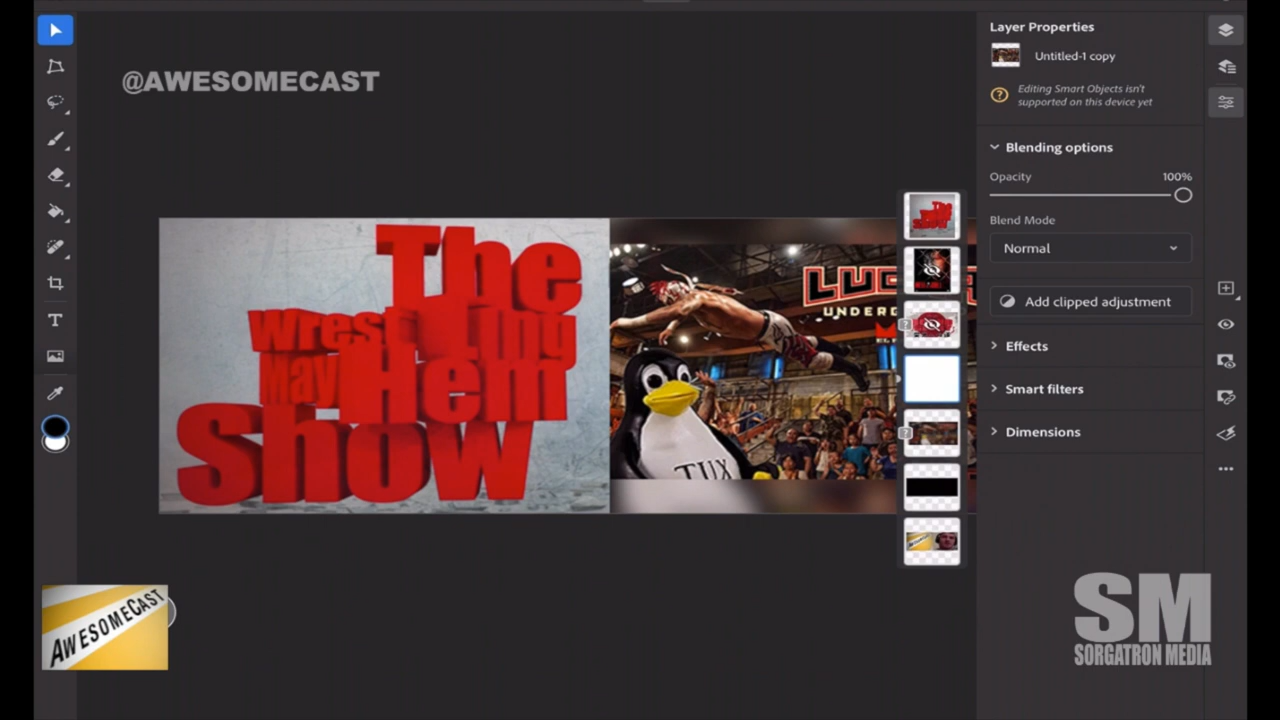 @AWESOMECAST
Layer Properties
Untitled-1 copy
Editing Smart Objects isn't
supported on this device yet
Blending options
Opacity 100%
Blend Mode
Normal
Add clipped adjustment
Effects
Smart filters
Dimensions
The
Wrestling
May Hem
Show
UNDERG
TUX
T
AWESOMECAST
SM
SORGATRON MEDIA